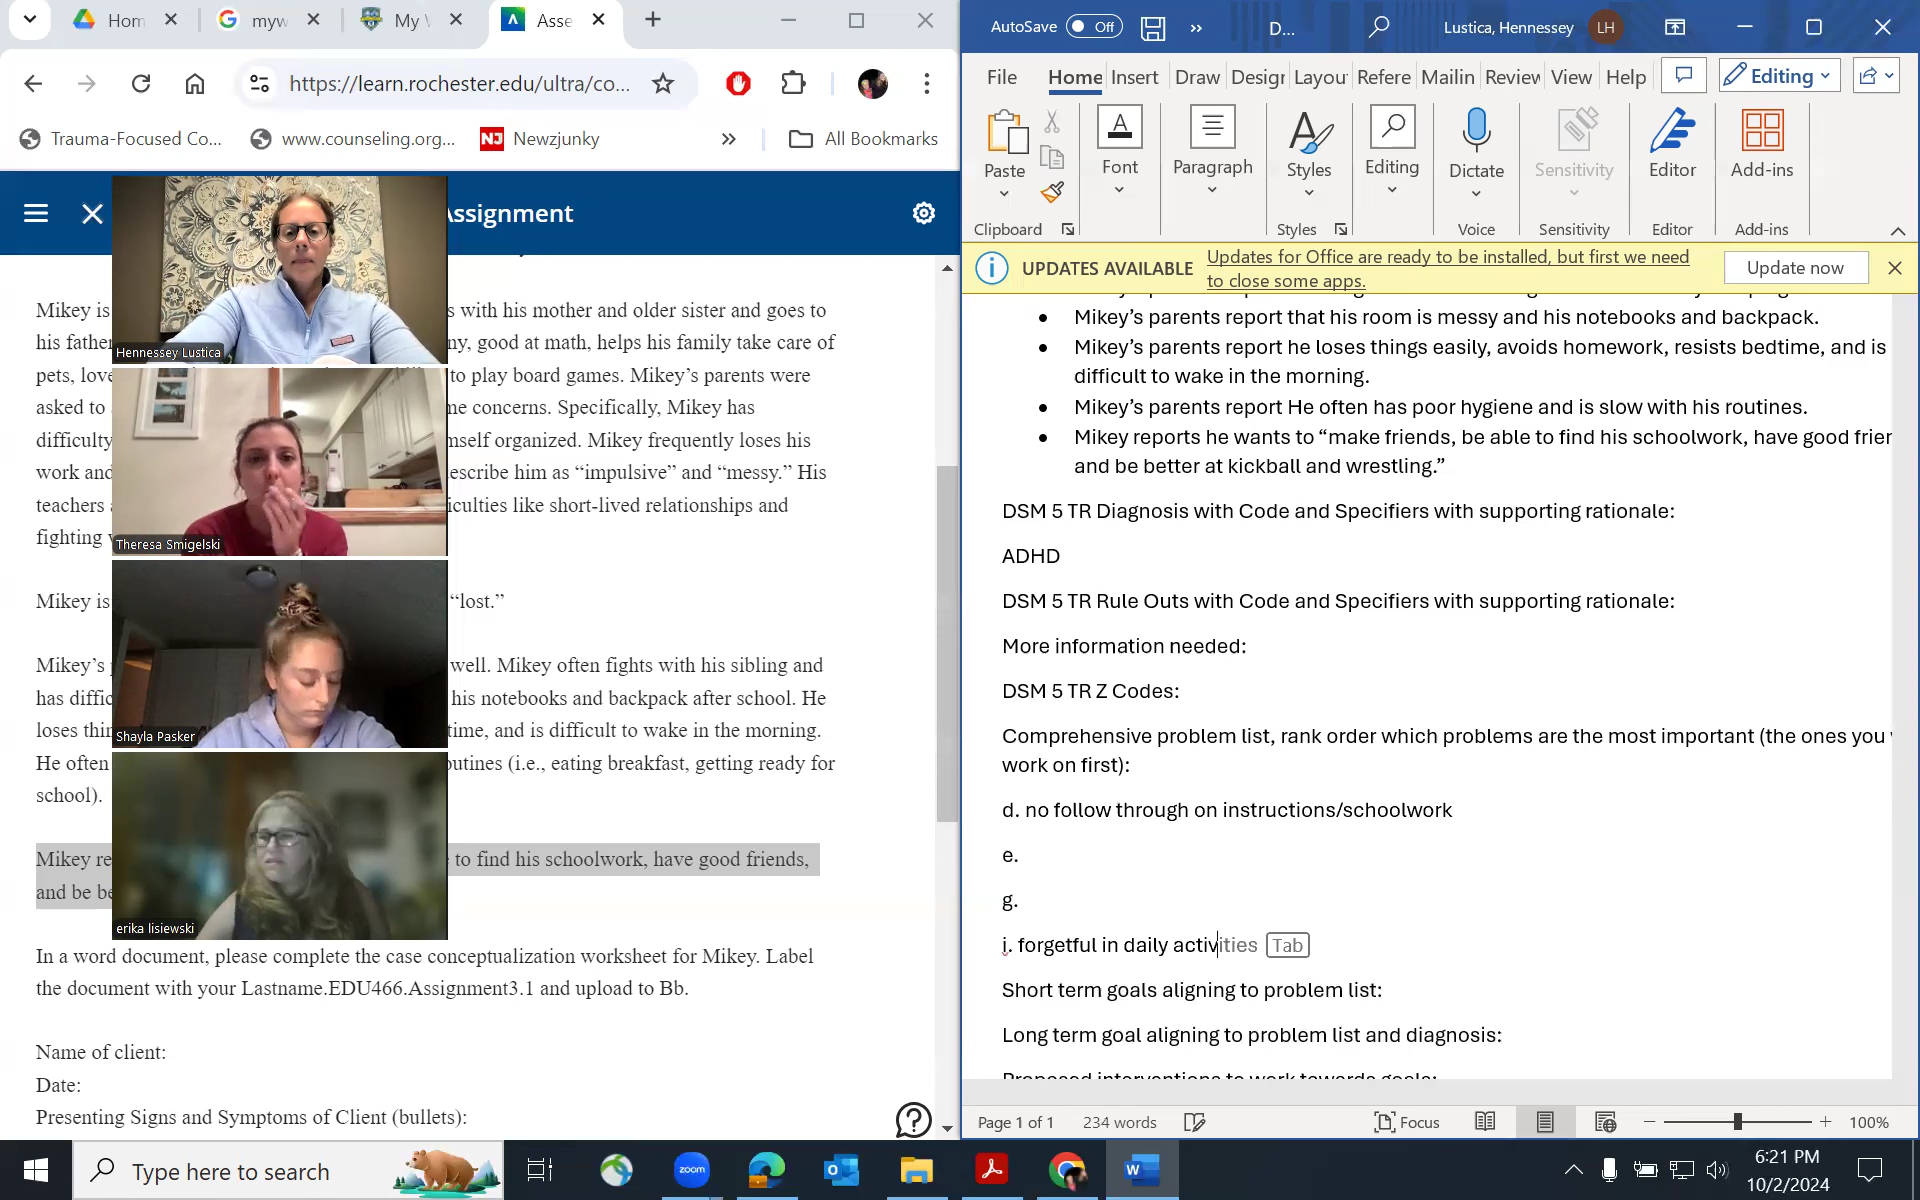 Hom
myw
My
Asse
https://learn.rochester.edu/ultra/co...
Trauma-Focused Co...
www.counseling.org...
NJ Newzjunky
All Bookmarks
Assignment
Mikey is s with his mother and older sister and goes to
his father ny, good at math, helps his family take care of
pets, love to play board games. Mikey's parents were
asked to ne concerns. Specifically, Mikey has
difficulty mself organized. Mikey frequently loses his
work and escribe him as “impulsive” and “messy.” His
teachers iculties like short-lived relationships and
fighting
Mikey is “lost.”
Mikey's well. Mikey often fights with his sibling and
has diffic his notebooks and backpack after school. He
loses thin time, and is difficult to wake in the morning.
He often outines (i.e., eating breakfast, getting ready for
school).
Mikey re to find his schoolwork, have good friends,
and be be
In a word document, please complete the case conceptualization worksheet for Mikey. Label
the document with your Lastname.EDU466.Assignment3.1 and upload to Bb.
Name of client:
Date:
Presenting Signs and Symptoms of Client (bullets):
Hennessey Lustica
Theresa Smigelski
Shayla Pasker
erika lisiewski
AutoSave Off
D...
Lustica, Hennessey LH
File Home Insert Draw Design Layou Refere Mailin Review View Help
Editing
Paste
Font
Paragraph
Styles
Editing
Dictate
Sensitivity
Editor
Add-ins
Clipboard
Styles
Voice
Sensitivity
Editor
Add-ins
UPDATES AVAILABLE Updates for Office are ready to be installed, but first we need
to close some apps.
Update now
Mikey's parents report that his room is messy and his notebooks and backpack.
Mikey's parents report he loses things easily, avoids homework, resists bedtime, and is
difficult to wake in the morning.
Mikey's parents report He often has poor hygiene and is slow with his routines.
Mikey reports he wants to “make friends, be able to find his schoolwork, have good frien
and be better at kickball and wrestling.”
DSM 5 TR Diagnosis with Code and Specifiers with supporting rationale:
ADHD
DSM 5 TR Rule Outs with Code and Specifiers with supporting rationale:
More information needed:
DSM 5 TR Z Codes:
Comprehensive problem list, rank order which problems are the most important (the ones you
work on first):
d. no follow through on instructions/schoolwork
e.
g.
i. forgetful in daily activities Tab
Short term goals aligning to problem list:
Long term goal aligning to problem list and diagnosis:
Proposed interventions to work towards goals:
Page 1 of 1
234 words
Focus
100%
Type here to search
zoom
6:21 PM
10/2/2024